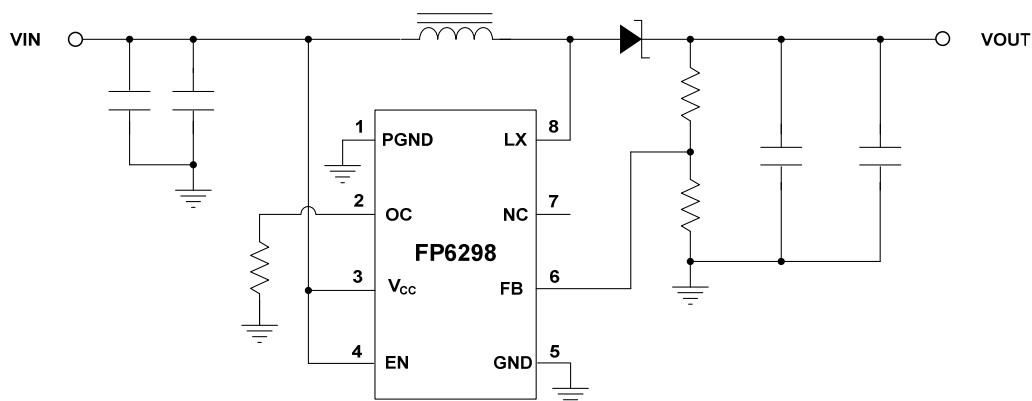 VIN
VOUT
1 PGND LX 8
2 OC NC 7
FP6298
3 VCC FB 6
4 EN GND 5